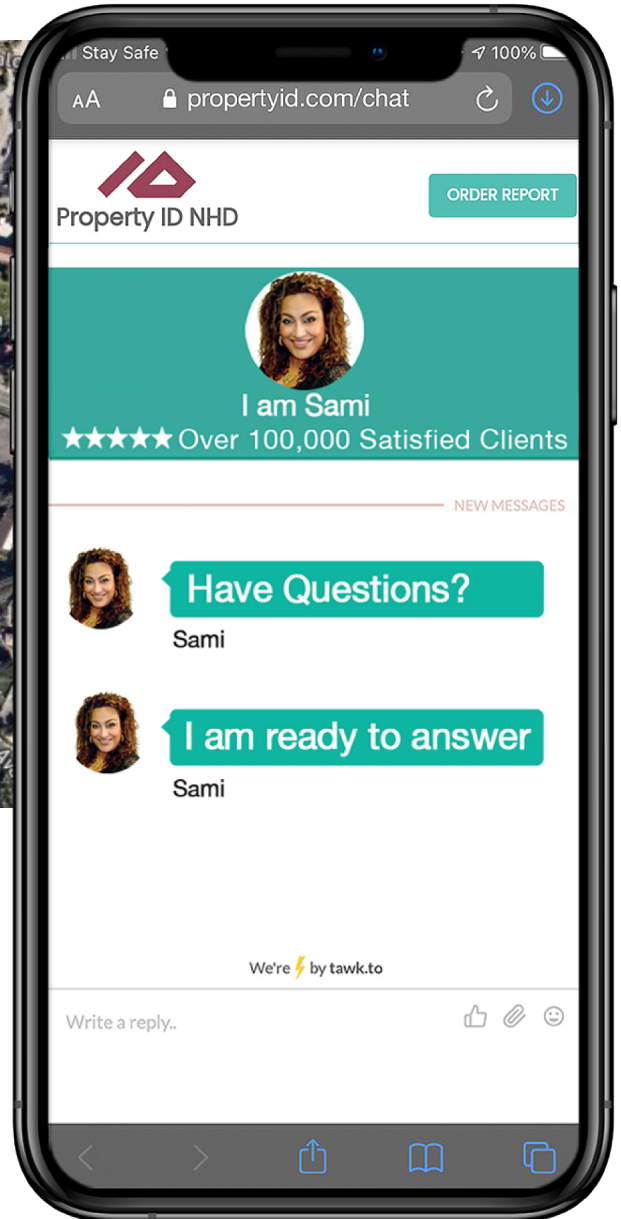 Stay Safe
100%
AA
propertyid.com/chat
Property ID NHD
ORDER REPORT
I am Sami
★★★★★ Over 100,000 Satisfied Clients
NEW MESSAGES
Have Questions?
Sami
I am ready to answer
Sami
We're ⚡ by tawk.to
Write a reply..